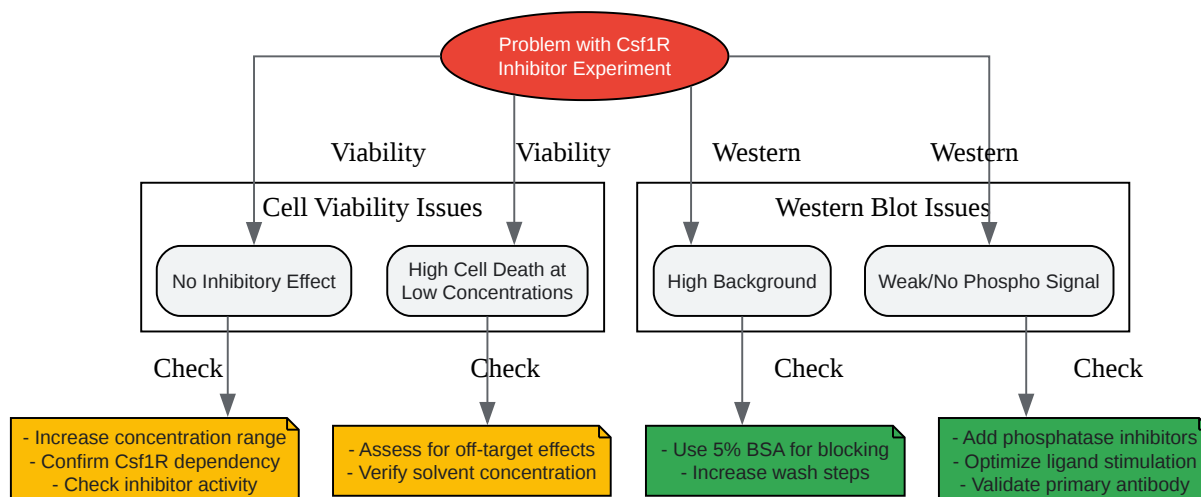 Problem with Csf1R
Inhibitor Experiment
Viability
Viability
Western
Western
Cell Viability Issues
Western Blot Issues
No Inhibitory Effect
High Cell Death at
Low Concentrations
High Background
Weak/No Phospho Signal
Check
Check
Check
Check
- Increase concentration range
- Confirm Csf1R dependency
- Check inhibitor activity
- Assess for off-target effects
- Verify solvent concentration
- Use 5% BSA for blocking
- Increase wash steps
- Add phosphatase inhibitors
- Optimize ligand stimulation
- Validate primary antibody